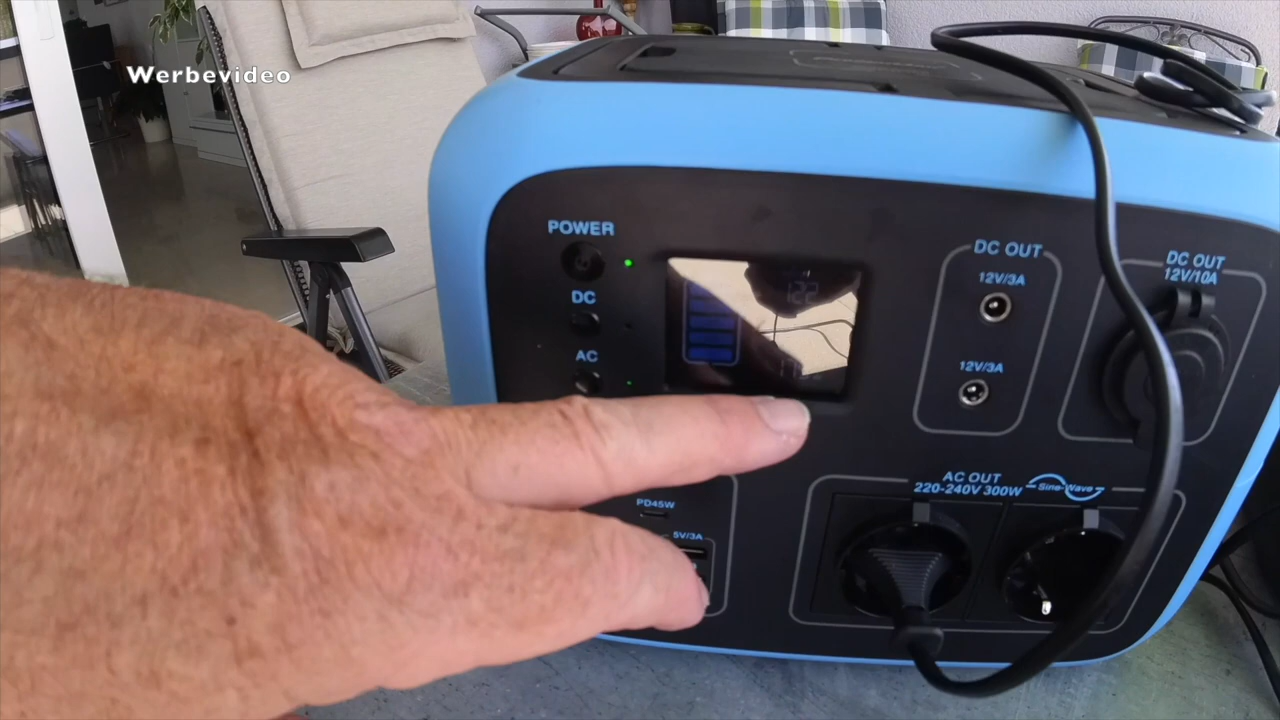 Werbevideo
POWER
DC
AC
122
DC OUT
12V/3A
12V/3A
DC OUT
12V/10A
AC OUT
220-240V 300W
Sine-Wave
PD45W
5V/3A